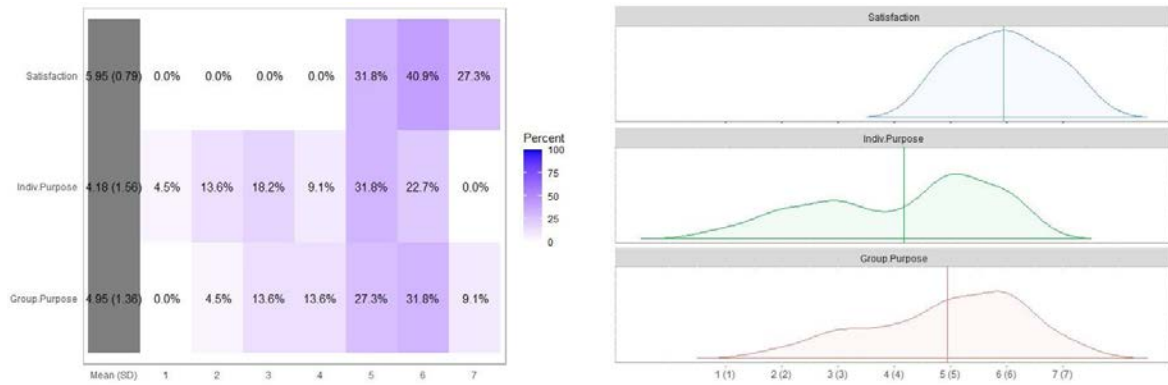 Satisfaction 5.95 (0.79) 0.0% 0.0% 0.0% 0.0% 31.8% 40.9% 27.3%
Indiv.Purpose 4.18 (1.56) 4.5% 13.6% 18.2% 9.1% 31.8% 22.7% 0.0%
Group.Purpose 4.95 (1.36) 0.0% 4.5% 13.6% 13.6% 27.3% 31.8% 9.1%
Mean (SD) 1 2 3 4 5 6 7
Percent
100
75
50
25
0
Satisfaction
Indiv.Purpose
Group.Purpose
1 (1) 2 (2) 3 (3) 4 (4) 5 (5) 6 (6) 7 (7)